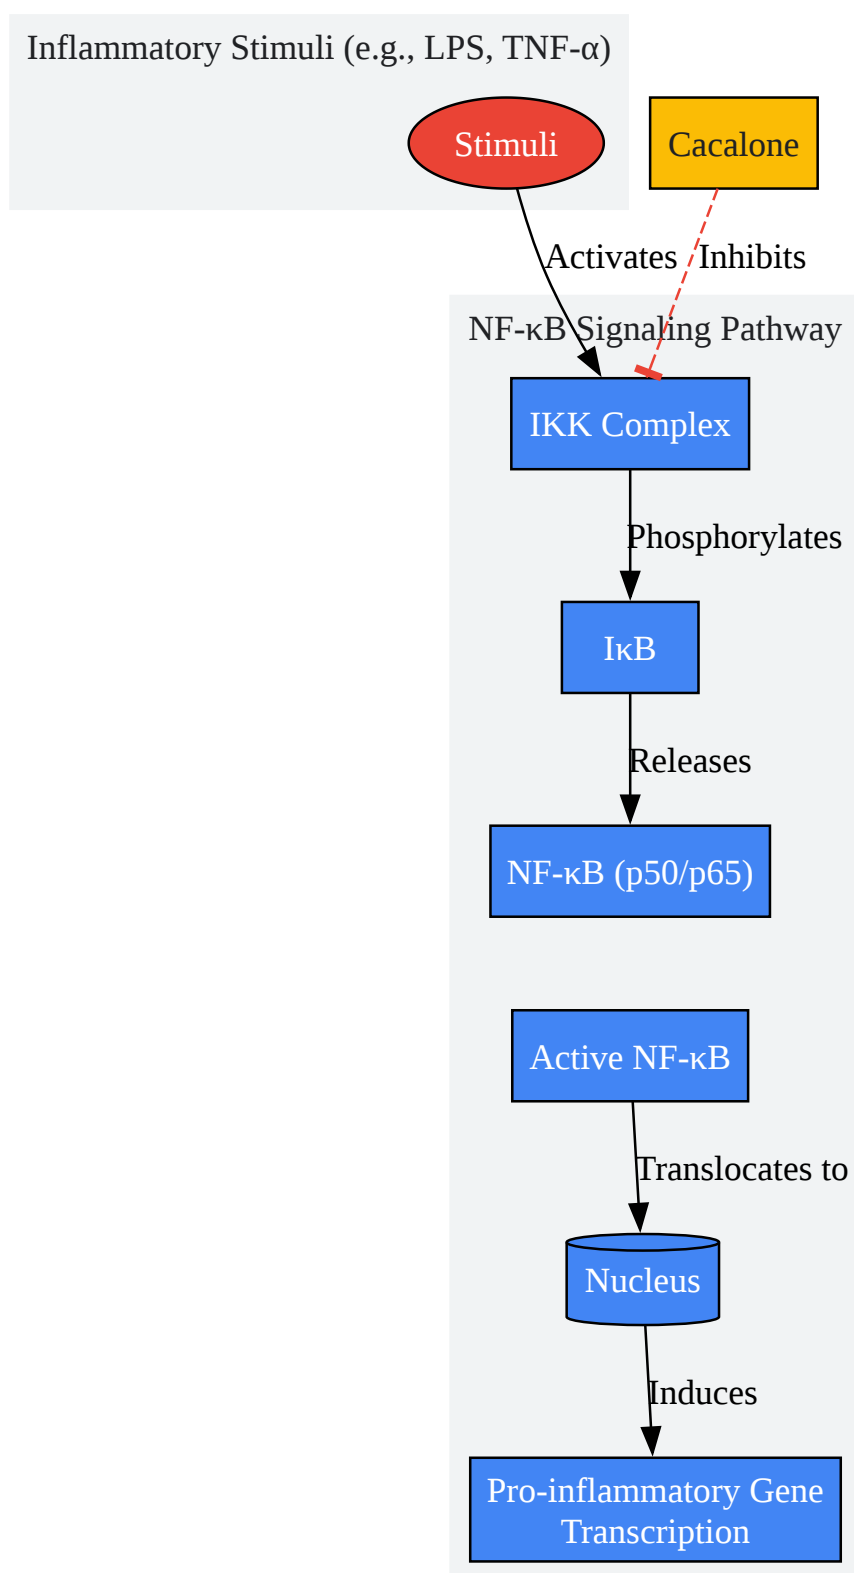 Inflammatory Stimuli (e.g., LPS, TNF-α)
Stimuli
Cacalone
Activates
Inhibits
NF-κB Signaling Pathway
IKK Complex
Phosphorylates
IκB
Releases
NF-κB (p50/p65)
Active NF-κB
Translocates to
Nucleus
Induces
Pro-inflammatory Gene
Transcription